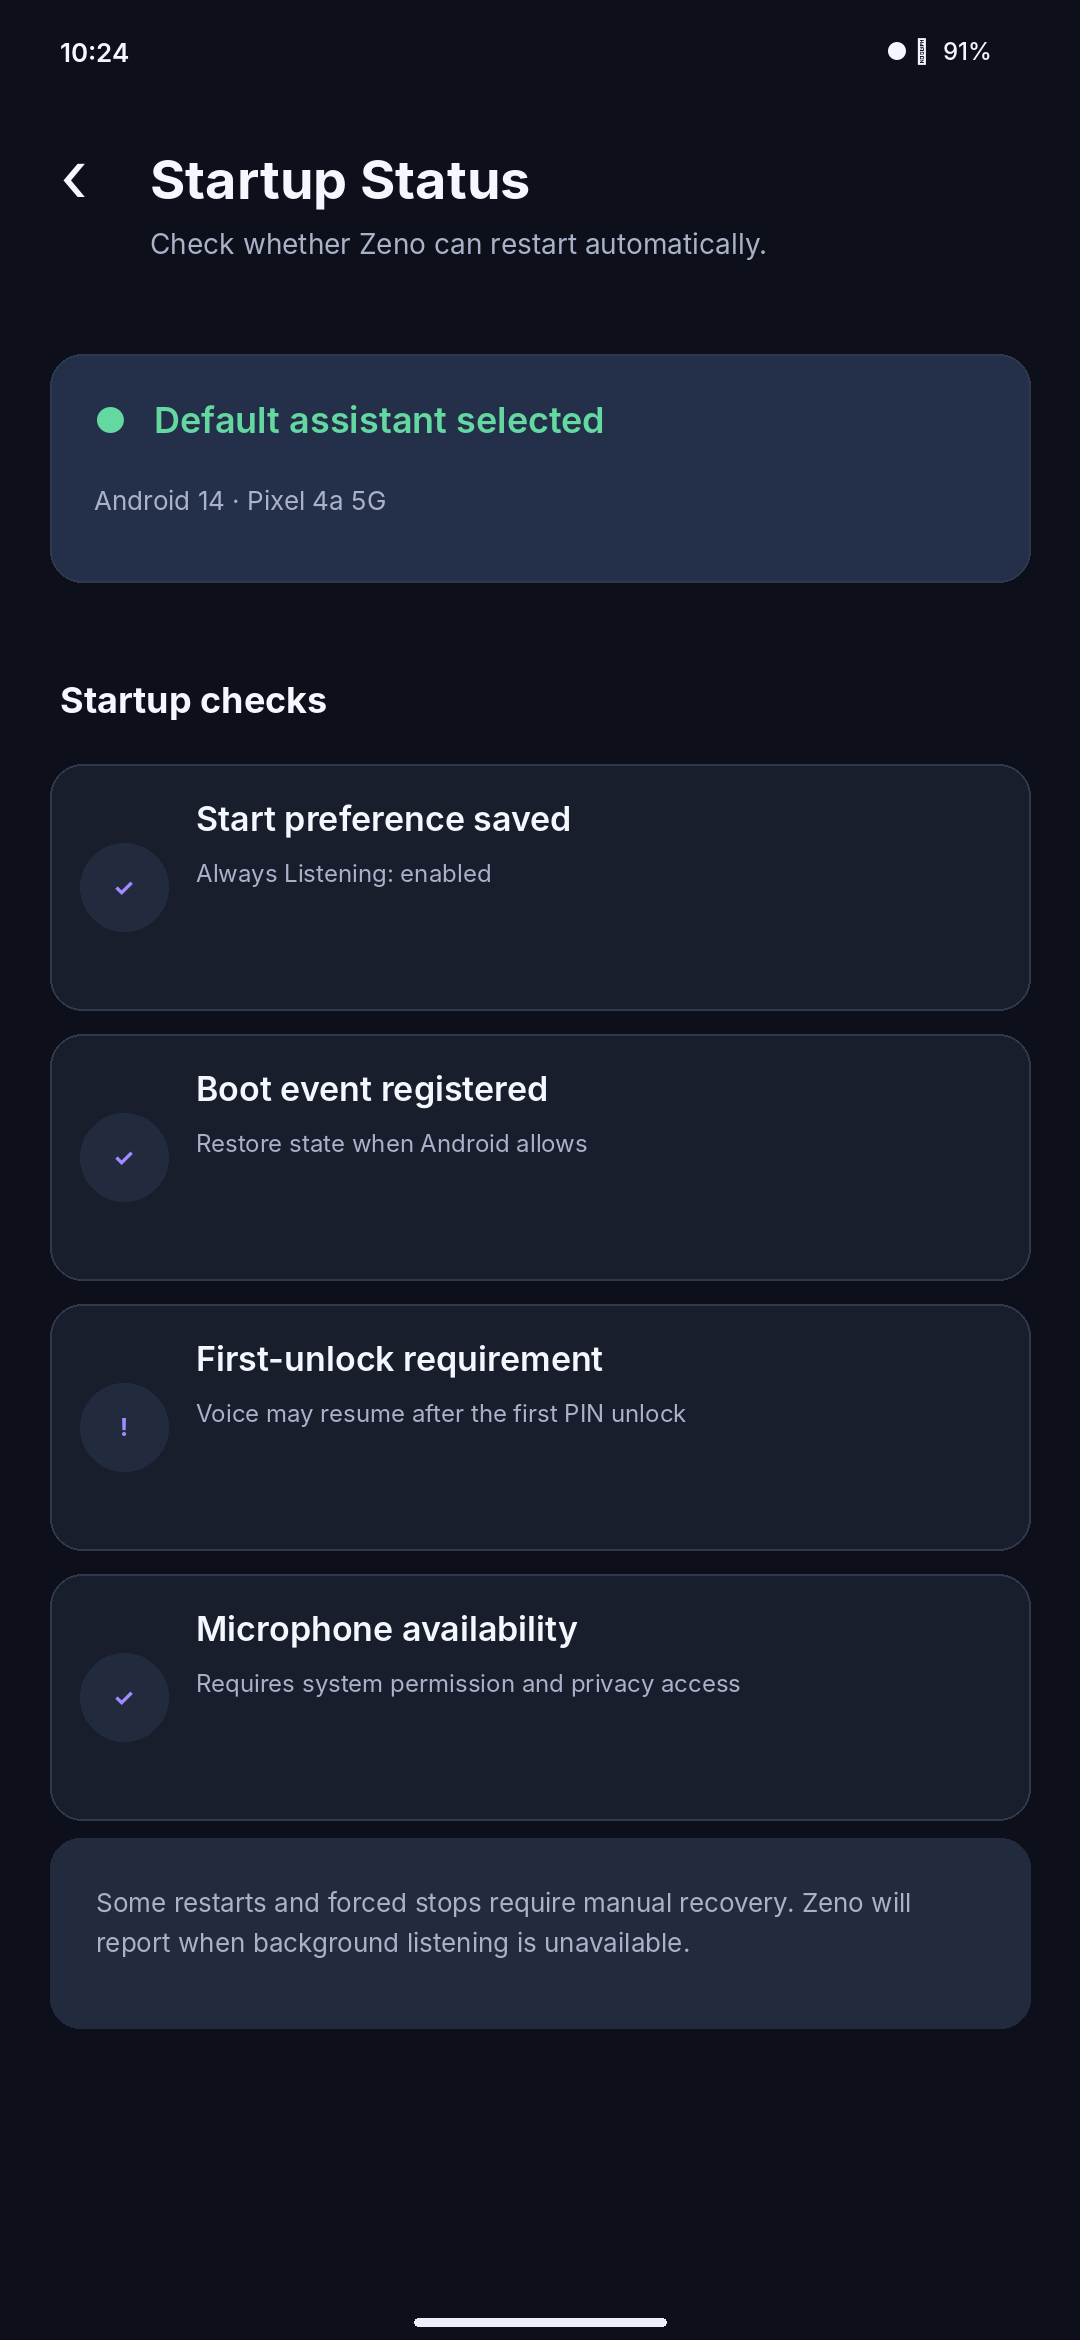 10:24
91%
Startup Status
Check whether Zeno can restart automatically.
Default assistant selected
Android 14 · Pixel 4a 5G
Startup checks
Start preference saved
Always Listening: enabled
✓
Boot event registered
Restore state when Android allows
✓
First-unlock requirement
Voice may resume after the first PIN unlock
!
Microphone availability
Requires system permission and privacy access
✓
Some restarts and forced stops require manual recovery. Zeno will
report when background listening is unavailable.